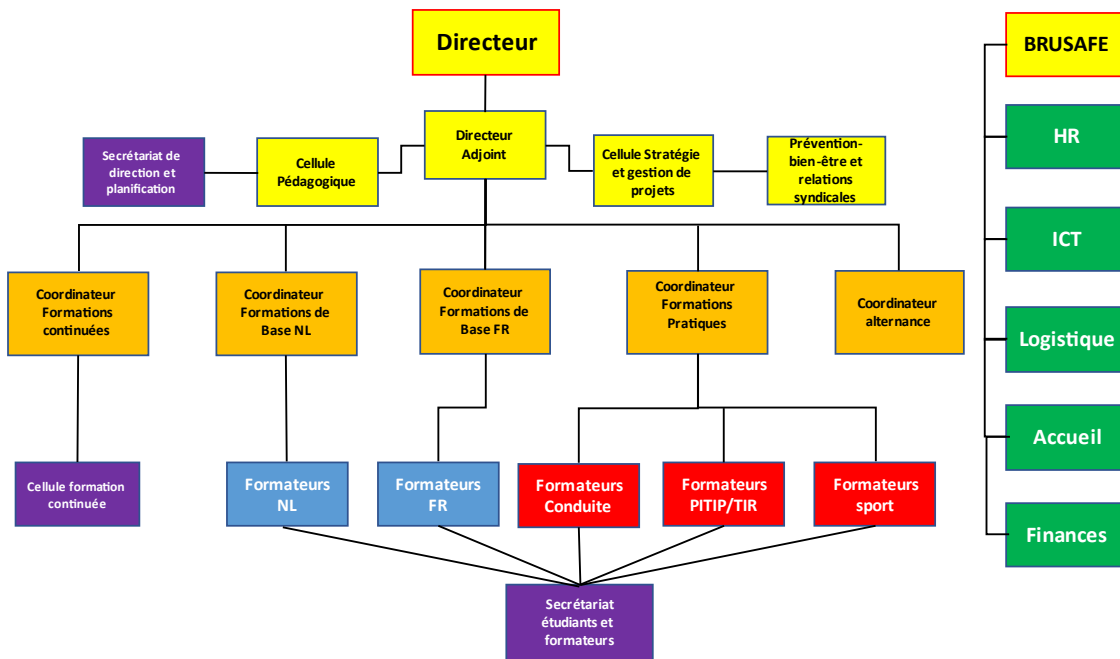 Directeur
BRUSAFE
Directeur
Adjoint
Secrétariat de
direction et
planification
Cellule
Pédagogique
Cellule Stratégie
et gestion de
projets
Prévention-
bien-être et
relations
syndicales
HR
ICT
Coordinateur
Formations
continuées
Coordinateur
Formations de
Base NL
Coordinateur
Formations de
Base FR
Coordinateur
Formations
Pratiques
Coordinateur
alternance
Logistique
Accueil
Cellule formation
continuée
Formateurs
NL
Formateurs
FR
Formateurs
Conduite
Formateurs
PITIP/TIR
Formateurs
sport
Finances
Secrétariat
étudiants et
formateurs